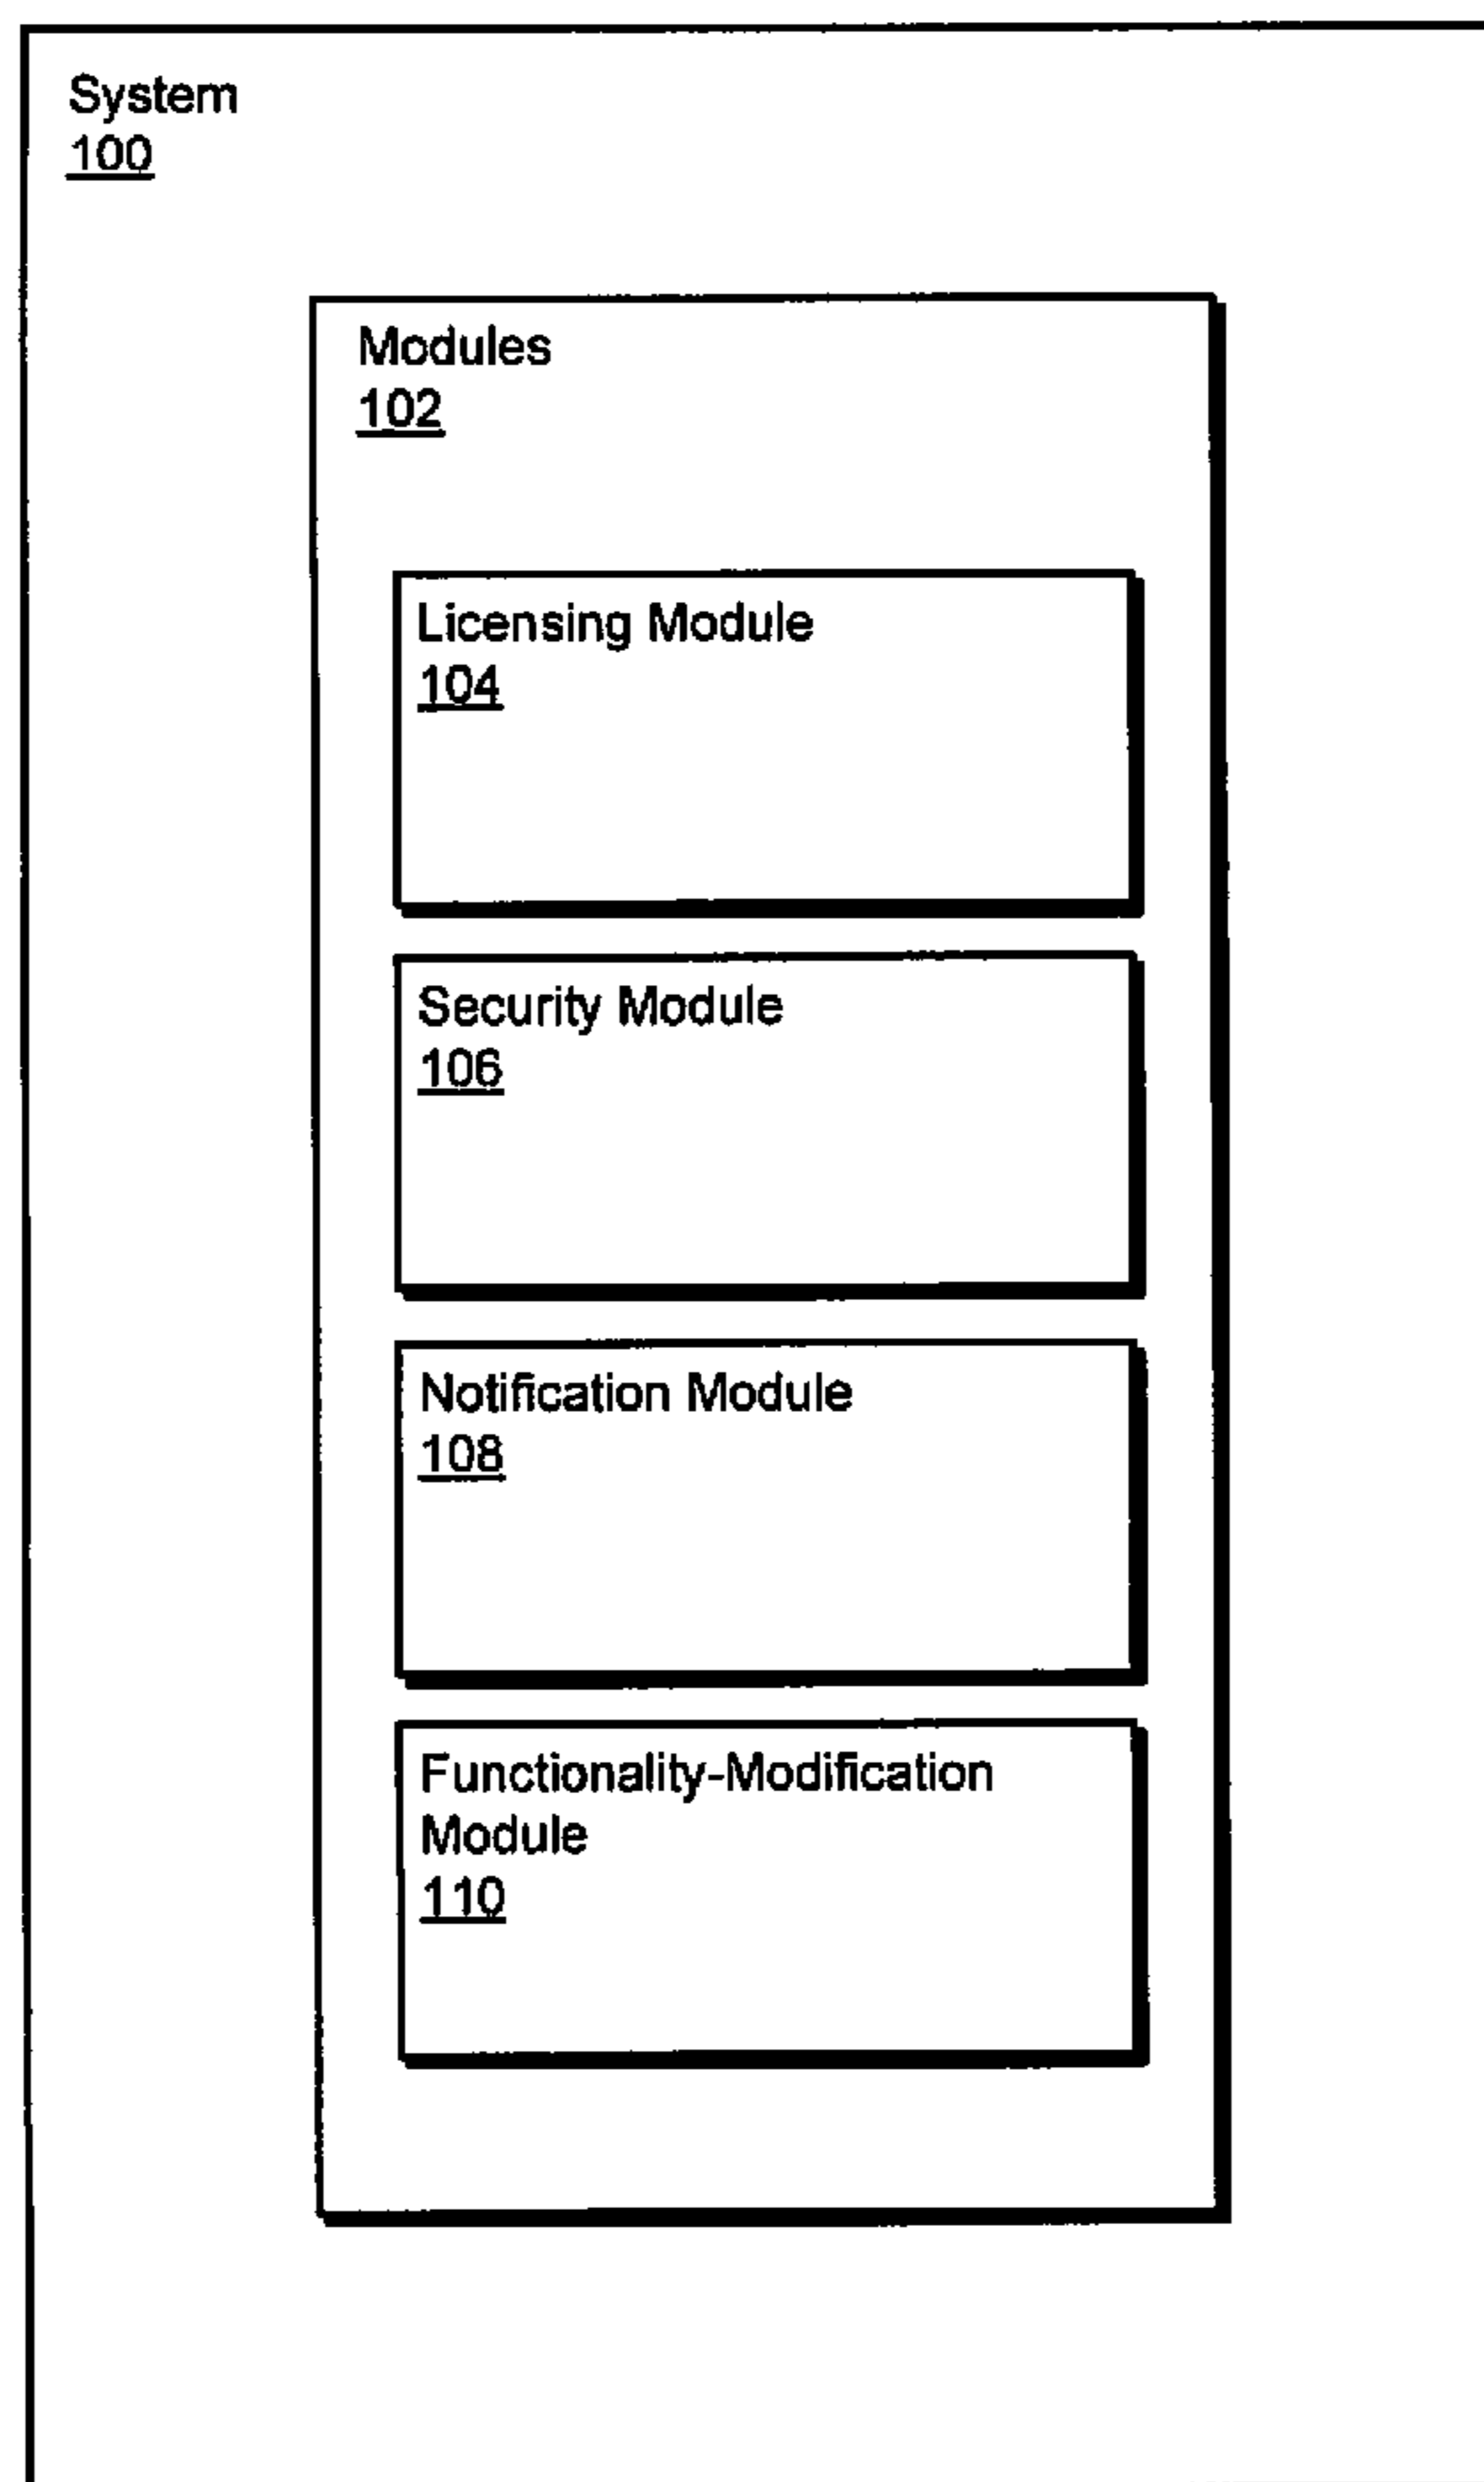 System
100
Modules
102
Licensing Module
104
Security Module
106
Notification Module
108
Functionality-Modification
Module
110